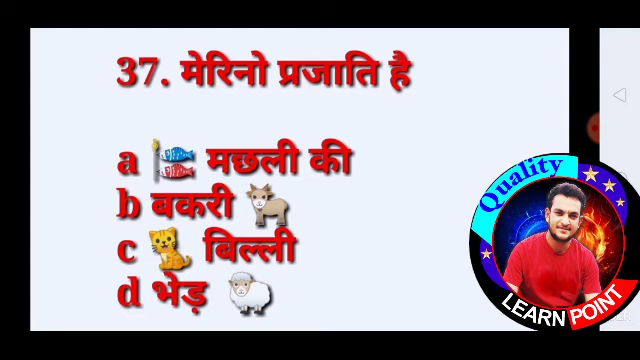 37. मेरिनो प्रजाति है
a मछली की
b बकरी
c बिल्ली
d भेड़
Quality
LEARN POINT